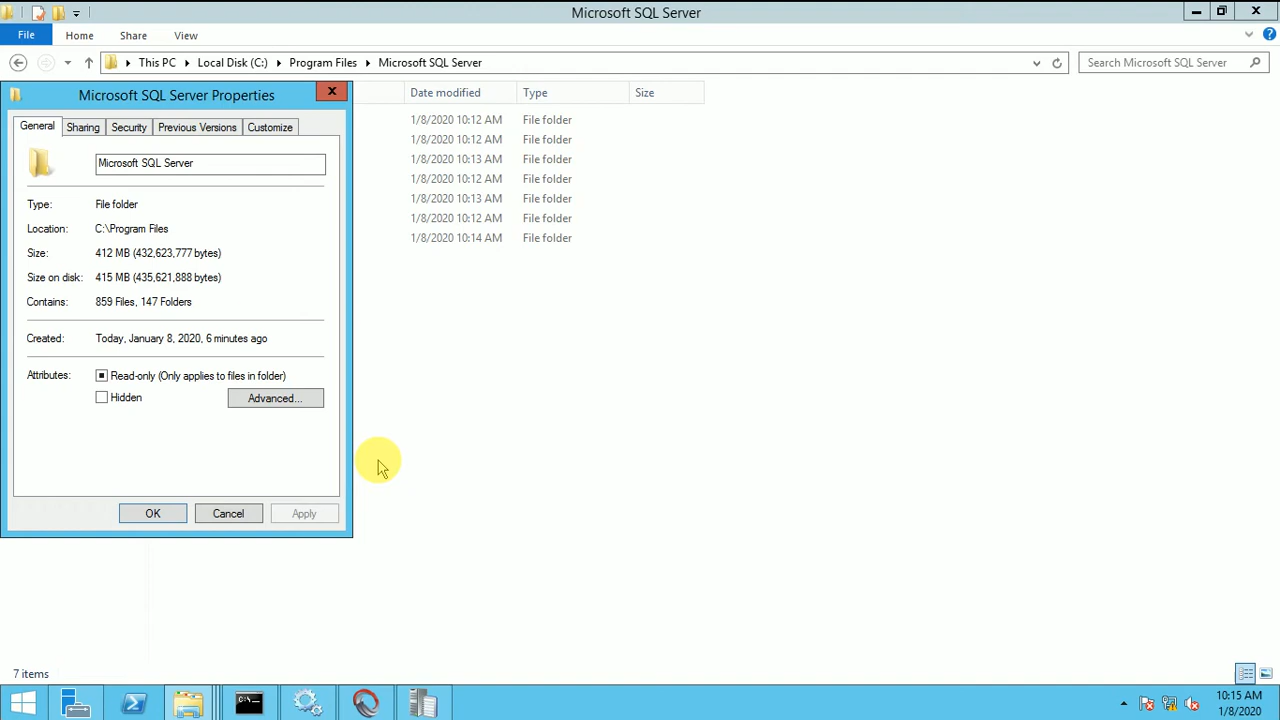 Microsoft SQL Server
File Home Share View
This PC Local Disk (C:) Program Files Microsoft SQL Server
Search Microsoft SQL Server
Microsoft SQL Server Properties
General Sharing Security Previous Versions Customize
Microsoft SQL Server
Type: File folder
Location: C:\Program Files
Size: 412 MB (432,623,777 bytes)
Size on disk: 415 MB (435,621,888 bytes)
Contains: 859 Files, 147 Folders
Created: Today, January 8, 2020, 6 minutes ago
Attributes: Read-only (Only applies to files in folder)
Hidden Advanced...
OK Cancel Apply
Date modified Type Size
1/8/2020 10:12 AM File folder
1/8/2020 10:12 AM File folder
1/8/2020 10:13 AM File folder
1/8/2020 10:12 AM File folder
1/8/2020 10:13 AM File folder
1/8/2020 10:12 AM File folder
1/8/2020 10:14 AM File folder
7 items
C:\
10:15 AM
1/8/2020